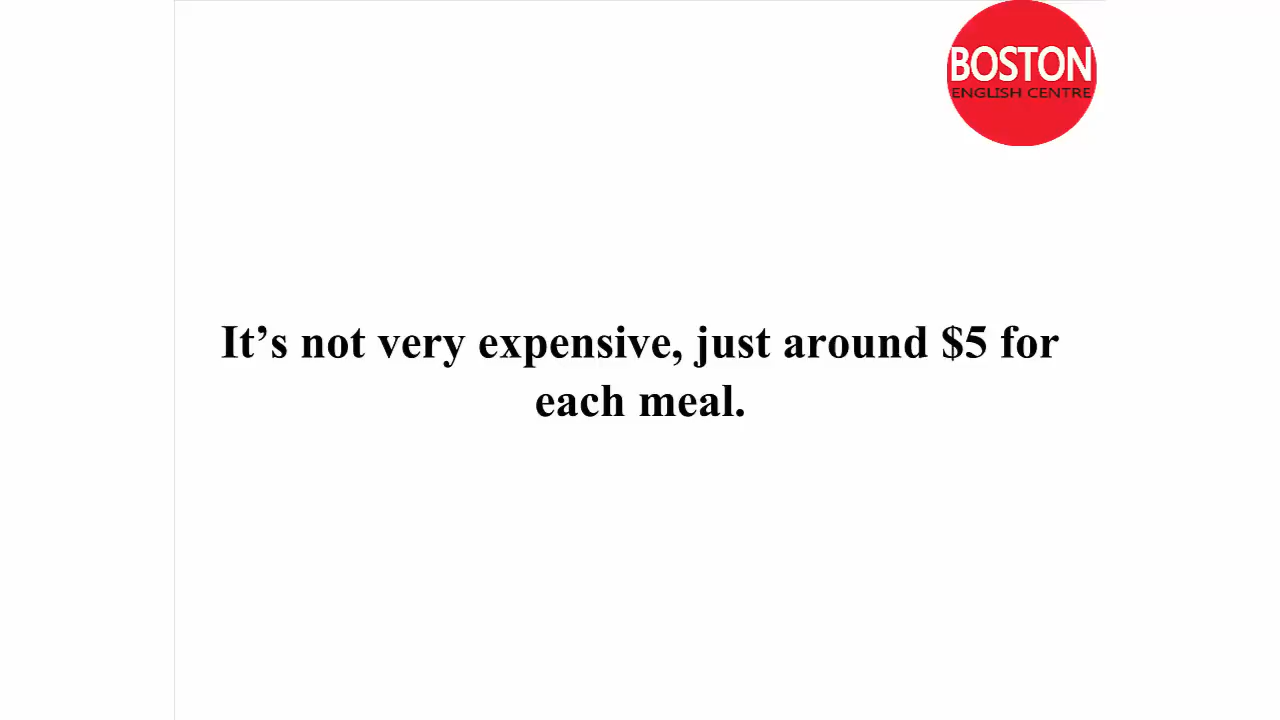 BOSTON
ENGLISH CENTRE
It’s not very expensive, just around $5 for
each meal.